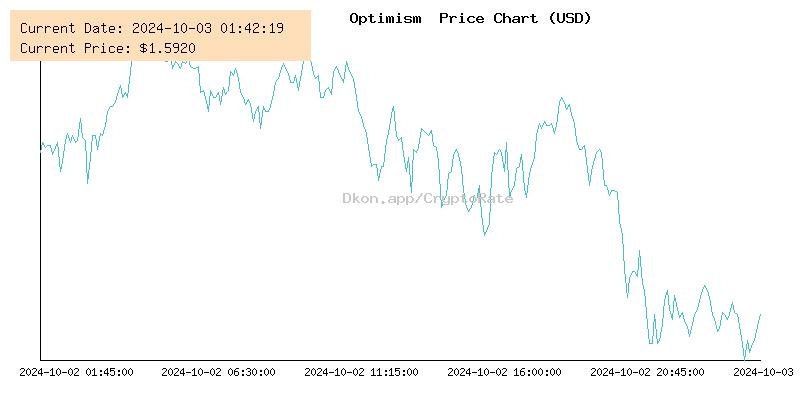 Optimism  Price Chart (USD)
Current Date: 2024-10-03 01:42:19
Current Price: $1.5920
Dkon.app/CryptoRate
2024-10-02 01:45:00 2024-10-02 06:30:00 2024-10-02 11:15:00 2024-10-02 16:00:00 2024-10-02 20:45:00 2024-10-03